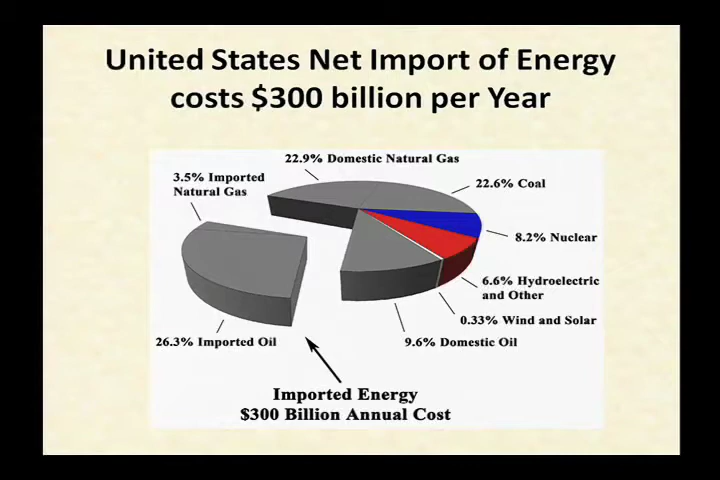 United States Net Import of Energy
costs $300 billion per Year
22.9% Domestic Natural Gas
3.5% Imported
Natural Gas
22.6% Coal
8.2% Nuclear
6.6% Hydroelectric
and Other
0.33% Wind and Solar
26.3% Imported Oil
9.6% Domestic Oil
Imported Energy
$300 Billion Annual Cost